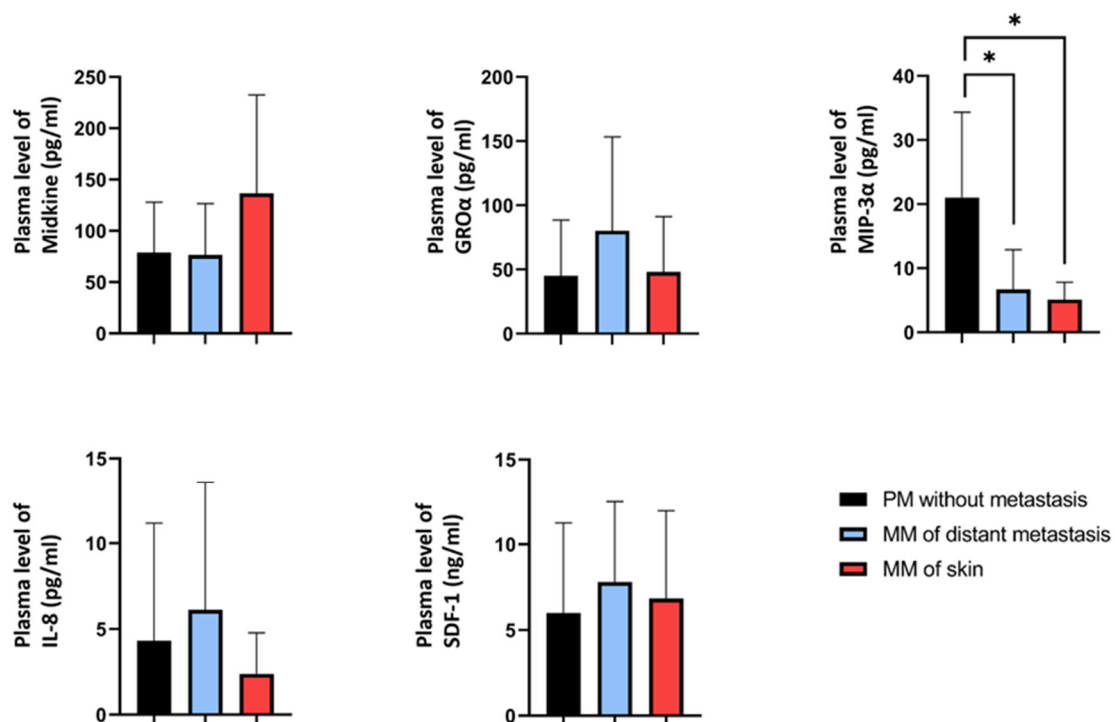 Plasma level of
Midkine (pg/ml)
250
200
150
100
50
0
Plasma level of
GROα (pg/ml)
200
150
100
50
0
Plasma level of
MIP-3α (pg/ml)
*
*
40
30
20
10
0
Plasma level of
IL-8 (pg/ml)
15
10
5
0
Plasma level of
SDF-1 (ng/ml)
15
10
5
0
PM without metastasis
MM of distant metastasis
MM of skin